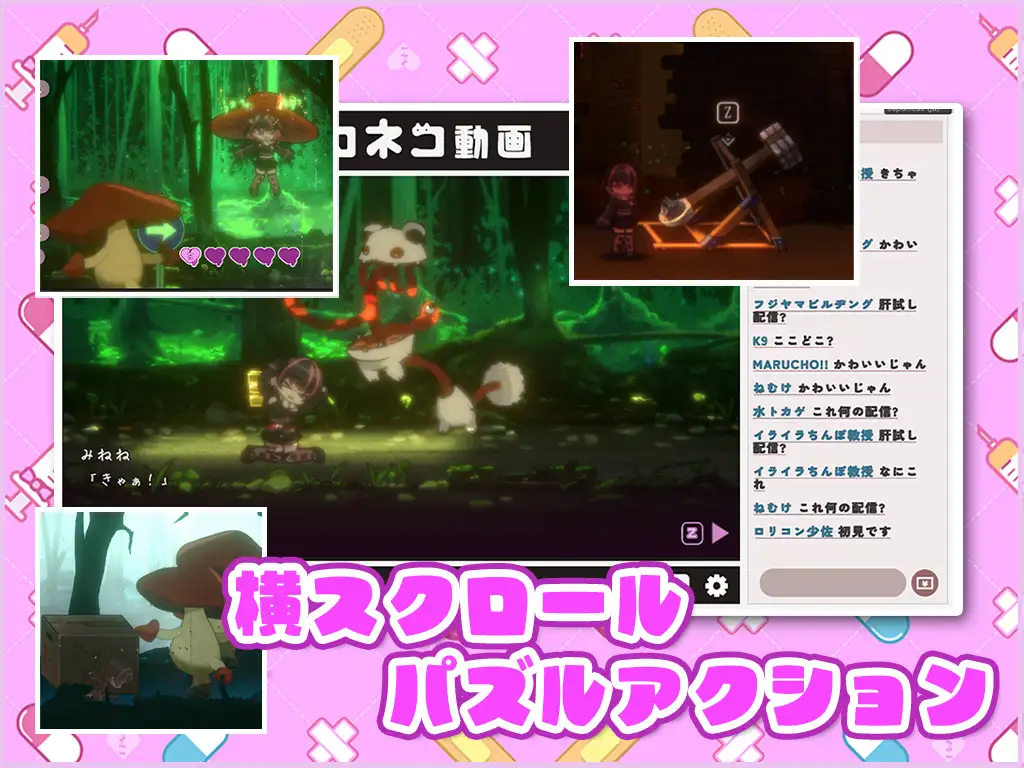 ロネコ動画
Z
授 きちゃ
グ かわい
フジヤマビルヂング 肝試し
配信?
K9 ここどこ?
MARUCHO!! かわいいじゃん
ねむけ かわいいじゃん
水トカゲ これ何の配信?
イライラちんぽ教授 肝試し
配信?
イライラちんぽ教授 なにこ
れ
ねむけ これ何の配信?
ロリコン少佐 初見です
みねね
「きゃぁ!」
Z
横スクロール
パズルアクション